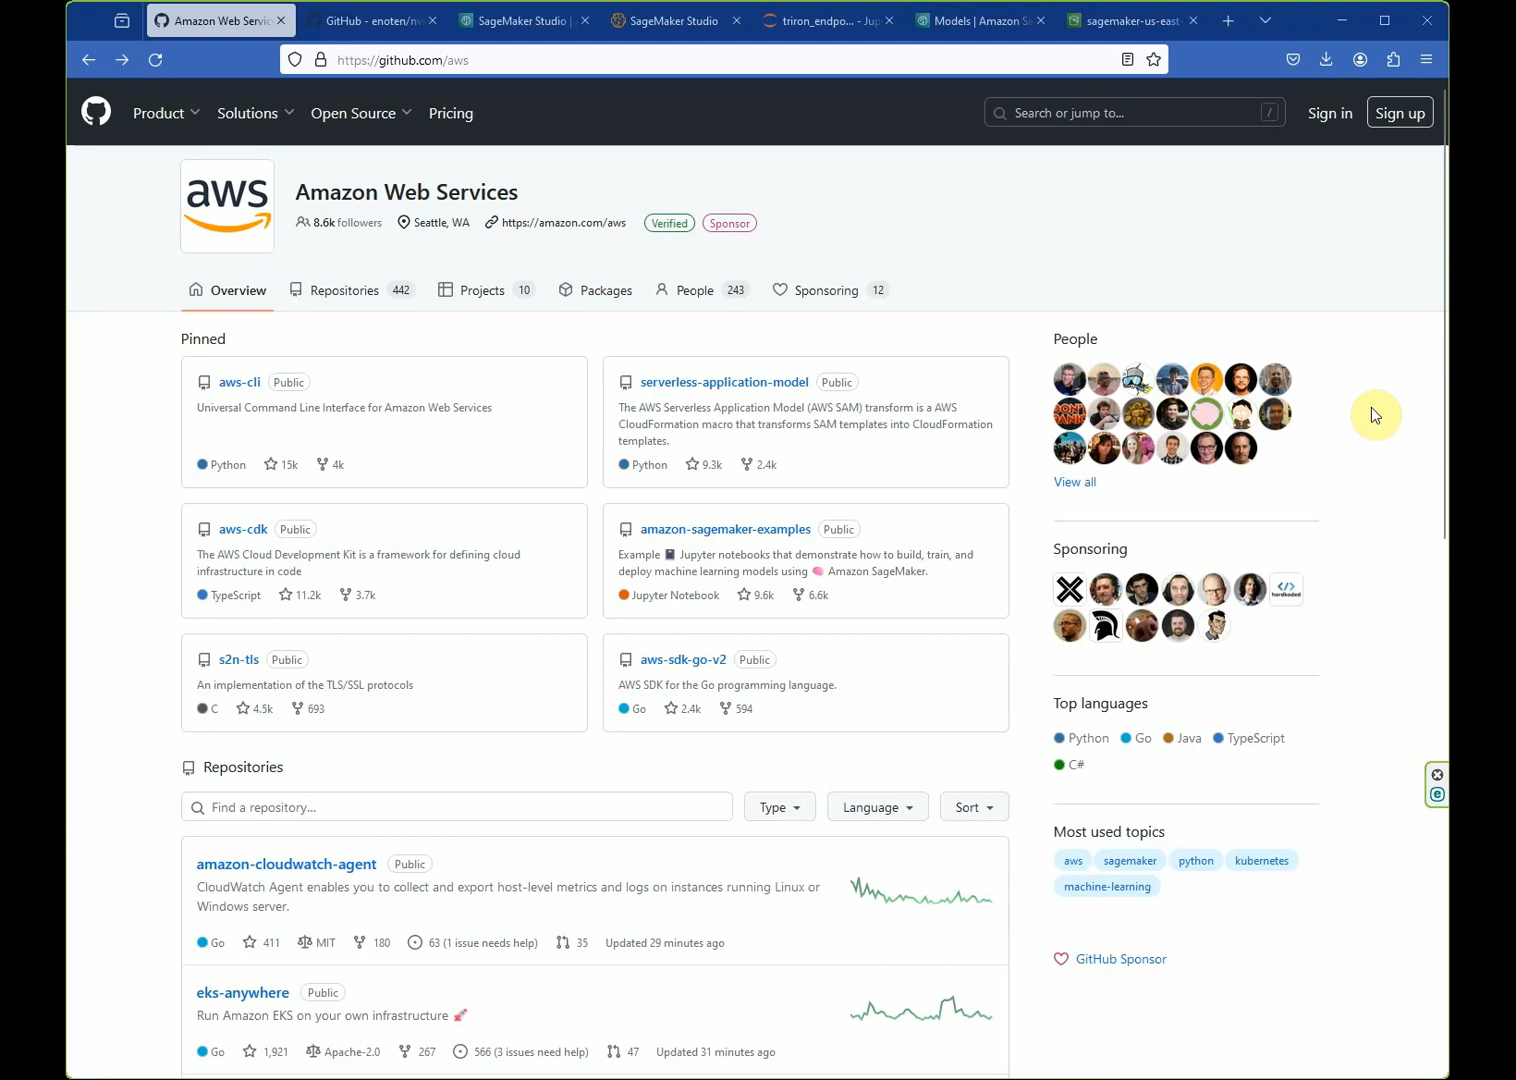 Amazon Web Servic
GitHub - enoten/nv
SageMaker Studio |
SageMaker Studio
triron_endpo... - Jup
Models | Amazon Sa
sagemaker-us-east-
https://github.com/aws
Product
Solutions
Open Source
Pricing
Search or jump to...
/
Sign in
Sign up
aws
Amazon Web Services
8.6k followers
Seattle, WA
https://amazon.com/aws
Verified
Sponsor
Overview
Repositories 442
Projects 10
Packages
People 243
Sponsoring 12
Pinned
aws-cli Public
Universal Command Line Interface for Amazon Web Services
Python 15k 4k
serverless-application-model Public
The AWS Serverless Application Model (AWS SAM) transform is a AWS
CloudFormation macro that transforms SAM templates into CloudFormation
templates.
Python 9.3k 2.4k
aws-cdk Public
The AWS Cloud Development Kit is a framework for defining cloud
infrastructure in code
TypeScript 11.2k 3.7k
amazon-sagemaker-examples Public
Example 📓 Jupyter notebooks that demonstrate how to build, train, and
deploy machine learning models using 🧠 Amazon SageMaker.
Jupyter Notebook 9.6k 6.6k
s2n-tls Public
An implementation of the TLS/SSL protocols
C 4.5k 693
aws-sdk-go-v2 Public
AWS SDK for the Go programming language.
Go 2.4k 594
Repositories
Find a repository...
Type
Language
Sort
amazon-cloudwatch-agent Public
CloudWatch Agent enables you to collect and export host-level metrics and logs on instances running Linux or
Windows server.
Go 411 MIT 180 63 (1 issue needs help) 35 Updated 29 minutes ago
eks-anywhere Public
Run Amazon EKS on your own infrastructure 🚀
Go 1,921 Apache-2.0 267 566 (3 issues need help) 47 Updated 31 minutes ago
People
DON'T
PANIC
View all
Sponsoring
</>
hardkoded
Top languages
Python Go Java TypeScript
C#
Most used topics
aws sagemaker python kubernetes
machine-learning
GitHub Sponsor